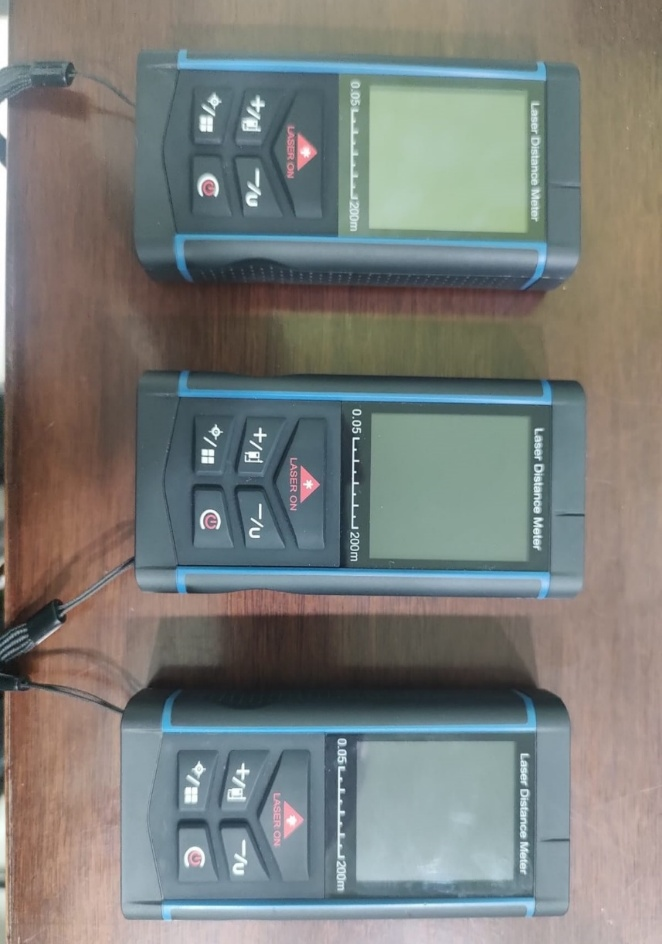 Laser Distance Meter
0.05 200m
LASER ON
+/
-/U
Laser Distance Meter
0.05 200m
LASER ON
+/
-/U
Laser Distance Meter
0.05 200m
LASER ON
+/
-/U